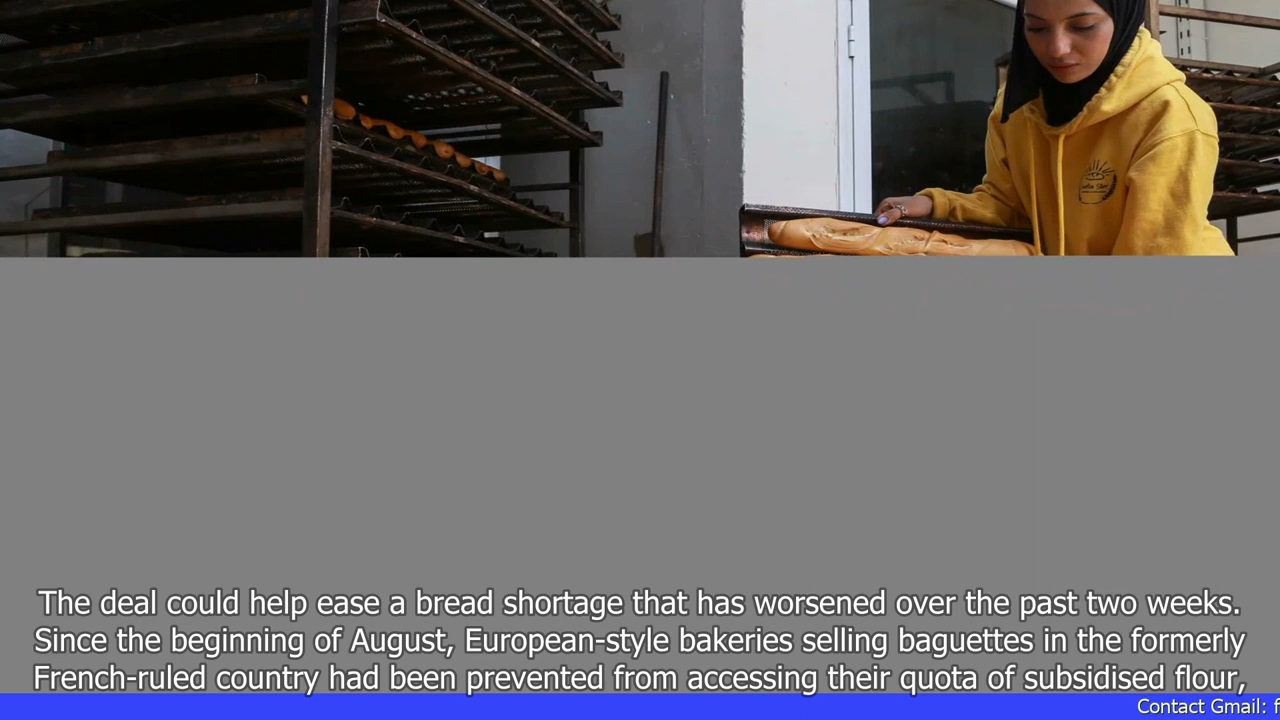 The deal could help ease a bread shortage that has worsened over the past two weeks.
Since the beginning of August, European-style bakeries selling baguettes in the formerly
French-ruled country had been prevented from accessing their quota of subsidised flour,
Contact Gmail: f